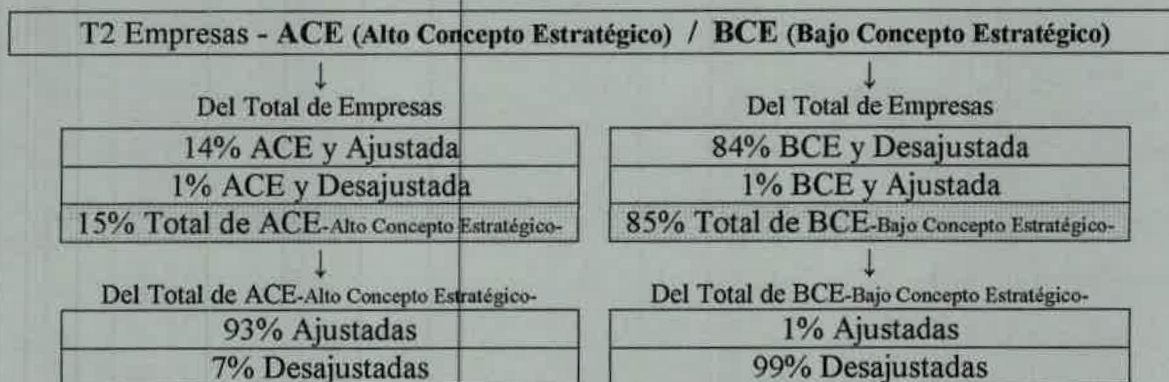 T2 Empresas - ACE (Alto Concepto Estratégico) / BCE (Bajo Concepto Estratégico)
↓
Del Total de Empresas
14% ACE y Ajustada
1% ACE y Desajustada
15% Total de ACE-Alto Concepto Estratégico-
↓
Del Total de ACE-Alto Concepto Estratégico-
93% Ajustadas
7% Desajustadas
↓
Del Total de Empresas
84% BCE y Desajustada
1% BCE y Ajustada
85% Total de BCE-Bajo Concepto Estratégico-
↓
Del Total de BCE-Bajo Concepto Estratégico-
1% Ajustadas
99% Desajustadas